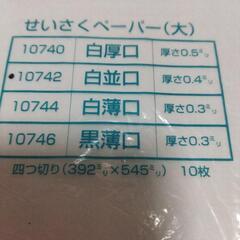 せいさくペーパー(大)
10740 白厚口 厚さ0.5ミリ
●10742 白並口 厚さ0.4ミリ
10744 白薄口 厚さ0.3ミリ
10746 黒薄口 厚さ0.3ミリ
四つ切り(392ミリ×545ミリ) 10枚